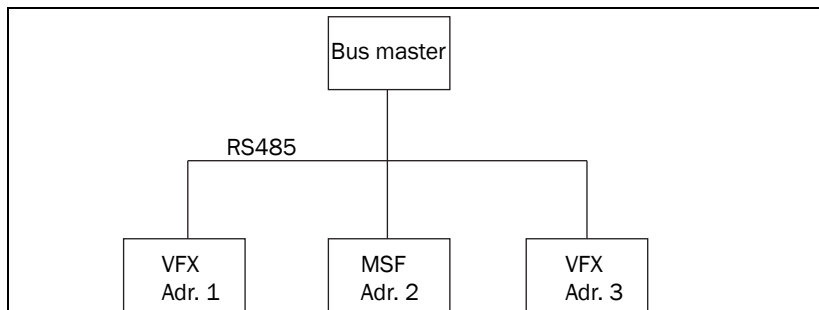 Bus master
RS485
VFX
Adr. 1
MSF
Adr. 2
VFX
Adr. 3